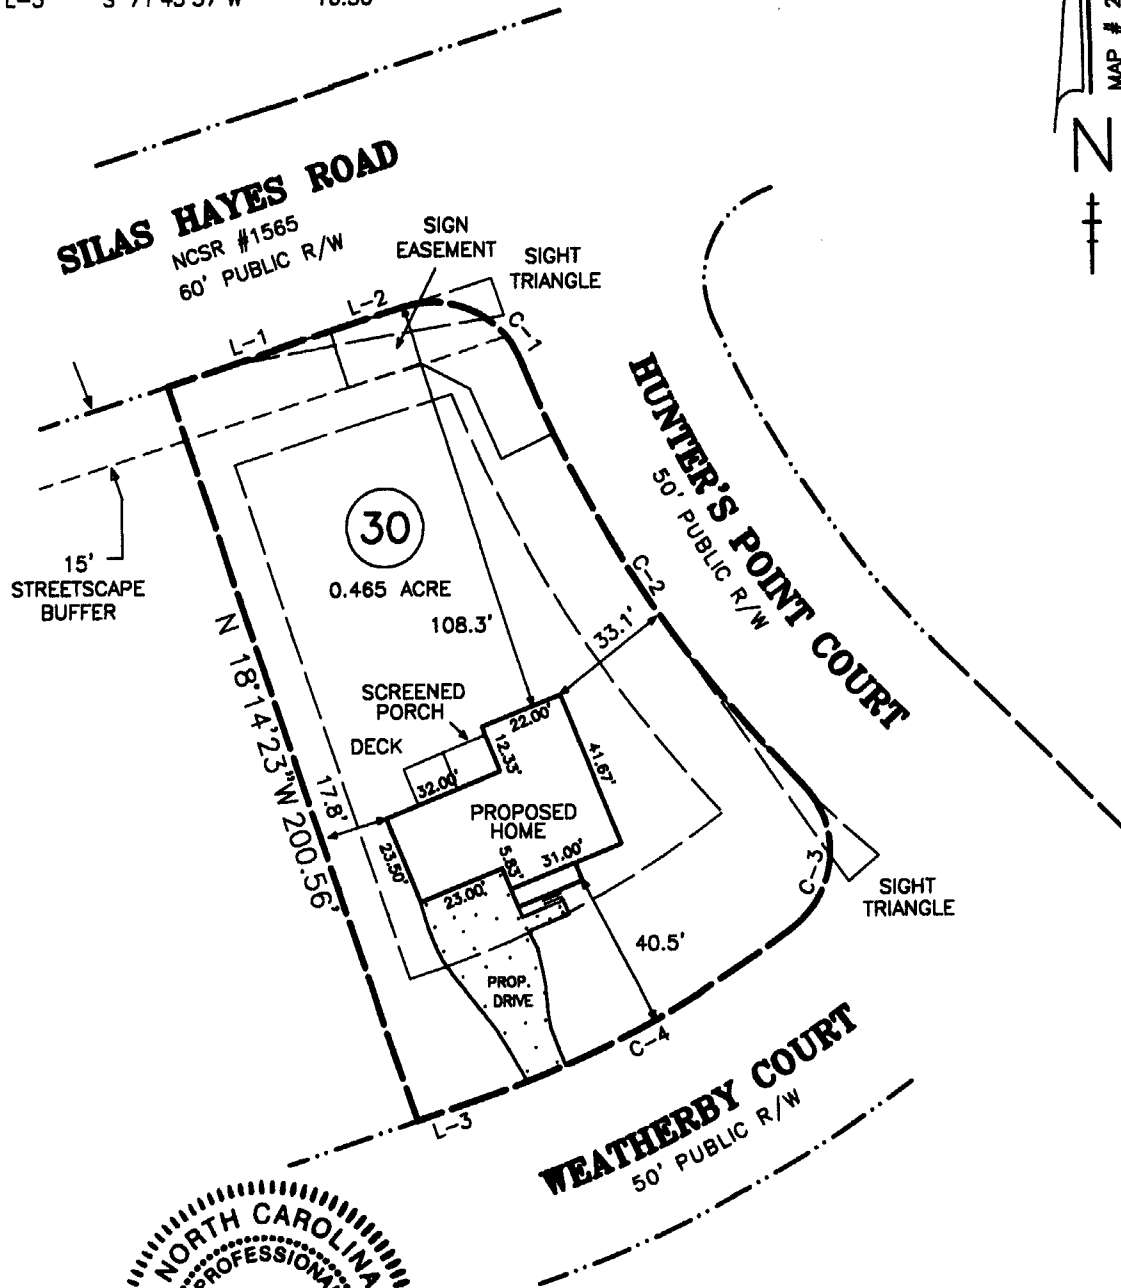 L-3 S 71°45'37"W
MAP # 2
N
SILAS HAYES ROAD
NCSR #1565
60' PUBLIC R/W
SIGN
EASEMENT
SIGHT
TRIANGLE
L-1
L-2
C-1
HUNTER'S POINT COURT
50' PUBLIC R/W
30
0.465 ACRE
15'
STREETSCAPE
BUFFER
C-2
108.3'
33.1'
N 18°14'23"W 200.56'
SCREENED
PORCH
DECK
22.00'
12.33'
41.67'
32.00'
17.8'
PROPOSED
HOME
23.50'
5.83'
31.00'
23.00'
C-3
SIGHT
TRIANGLE
40.5'
PROP.
DRIVE
C-4
L-3
WEATHERBY COURT
50' PUBLIC R/W
NORTH CAROLINA
PROFESSIONAL